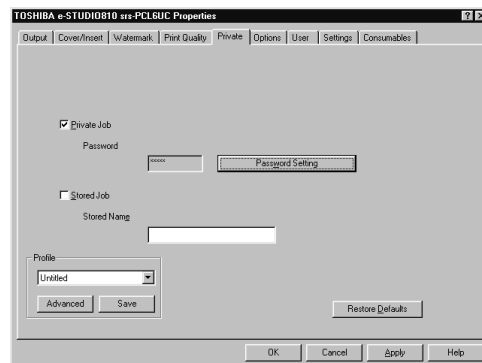 TOSHIBA e-STUDIO810 srs-PCL6UC Properties
Output Cover/Insert Watermark Print Quality Private Options User Settings Consumables
Private Job
Password
***** Password Setting
Stored Job
Stored Name
Profile
Untitled
Advanced Save
Restore Defaults
OK Cancel Apply Help